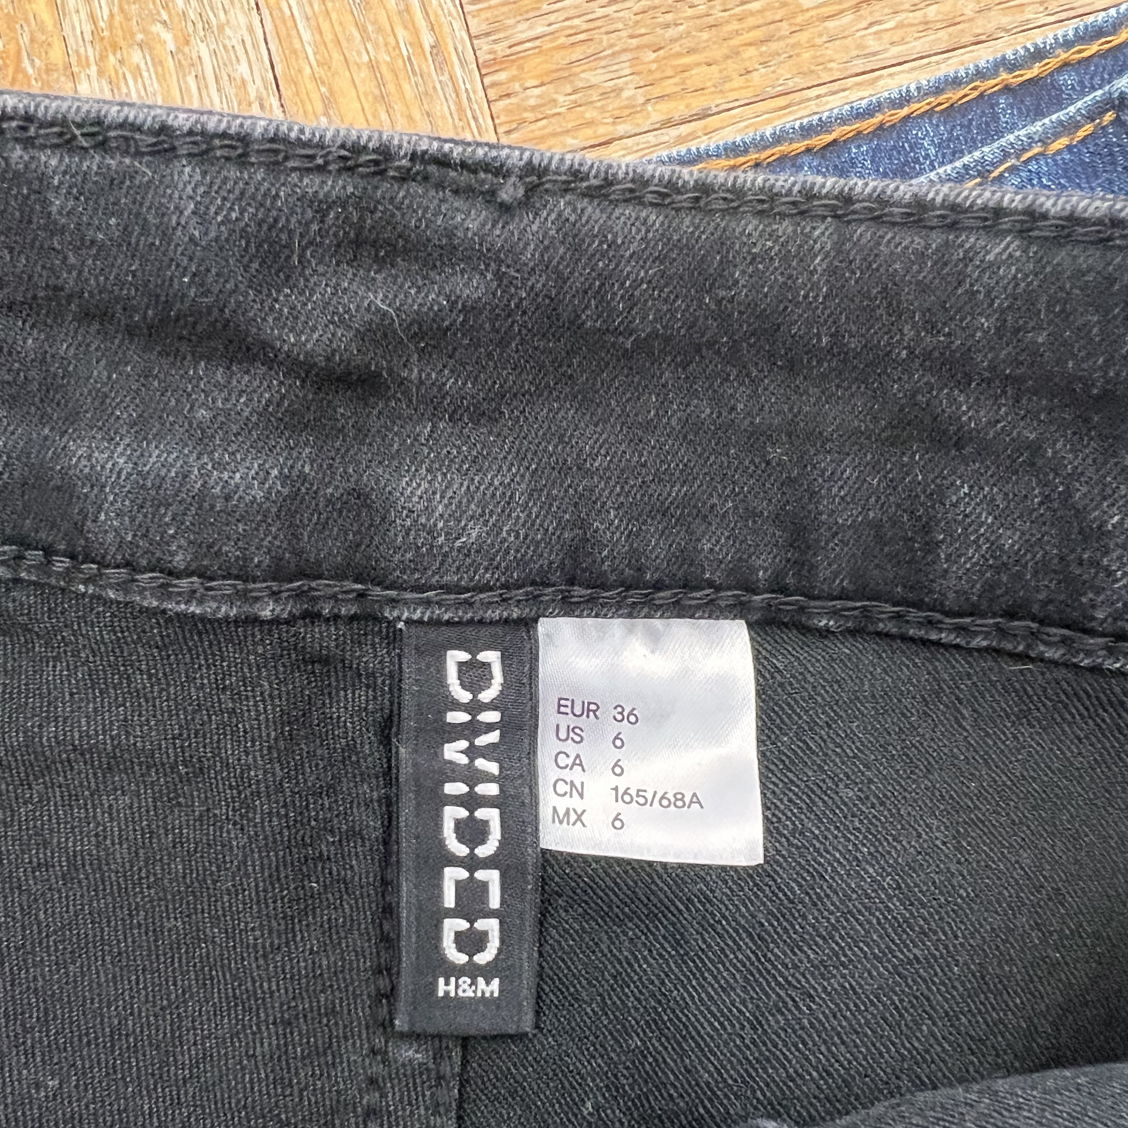 DIVIDED
H&M
EUR 36
US 6
CA 6
CN 165/68A
MX 6